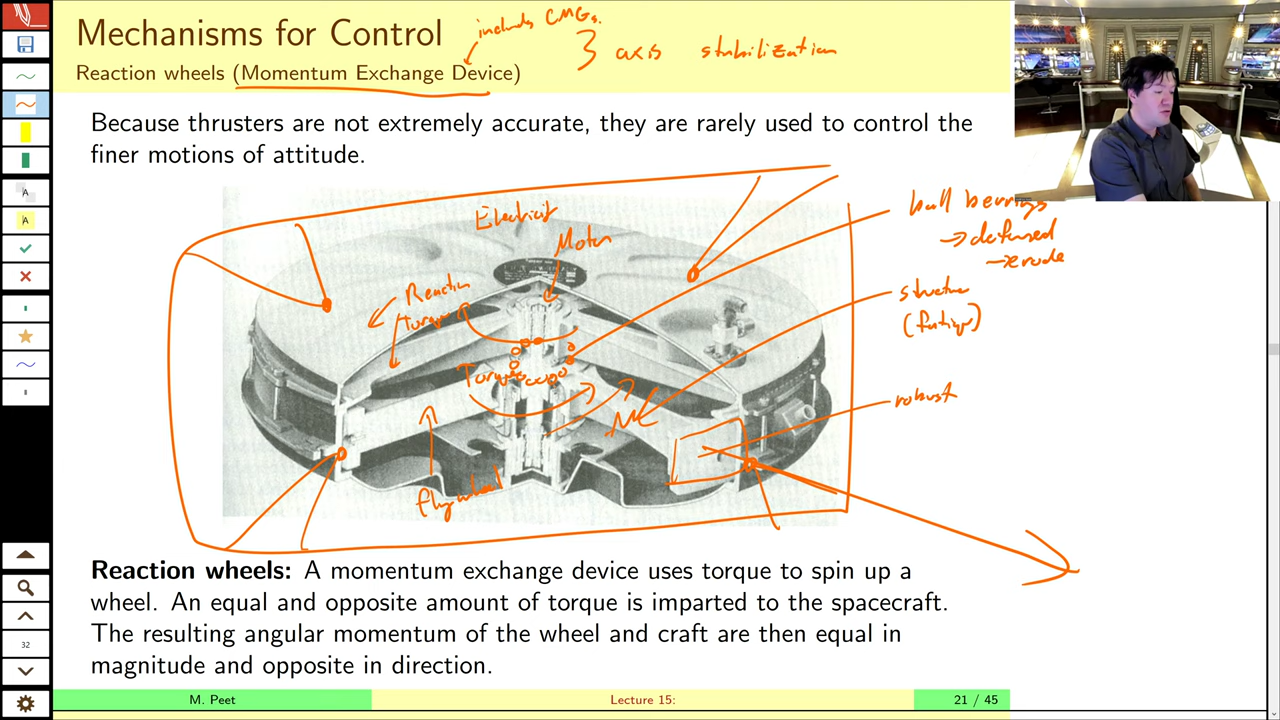 Mechanisms for Control
includes CMGs.
3 axis stabilization
Reaction wheels (Momentum Exchange Device)
Because thrusters are not extremely accurate, they are rarely used to control the
finer motions of attitude.
ball bearings
→ deformed
→ erode
Electricit
Motor
Reaction
Torque
structure
(fatigue)
Torque
robust
flywheel
Reaction wheels: A momentum exchange device uses torque to spin up a
wheel. An equal and opposite amount of torque is imparted to the spacecraft.
The resulting angular momentum of the wheel and craft are then equal in
magnitude and opposite in direction.
32
M. Peet
Lecture 15:
21 / 45